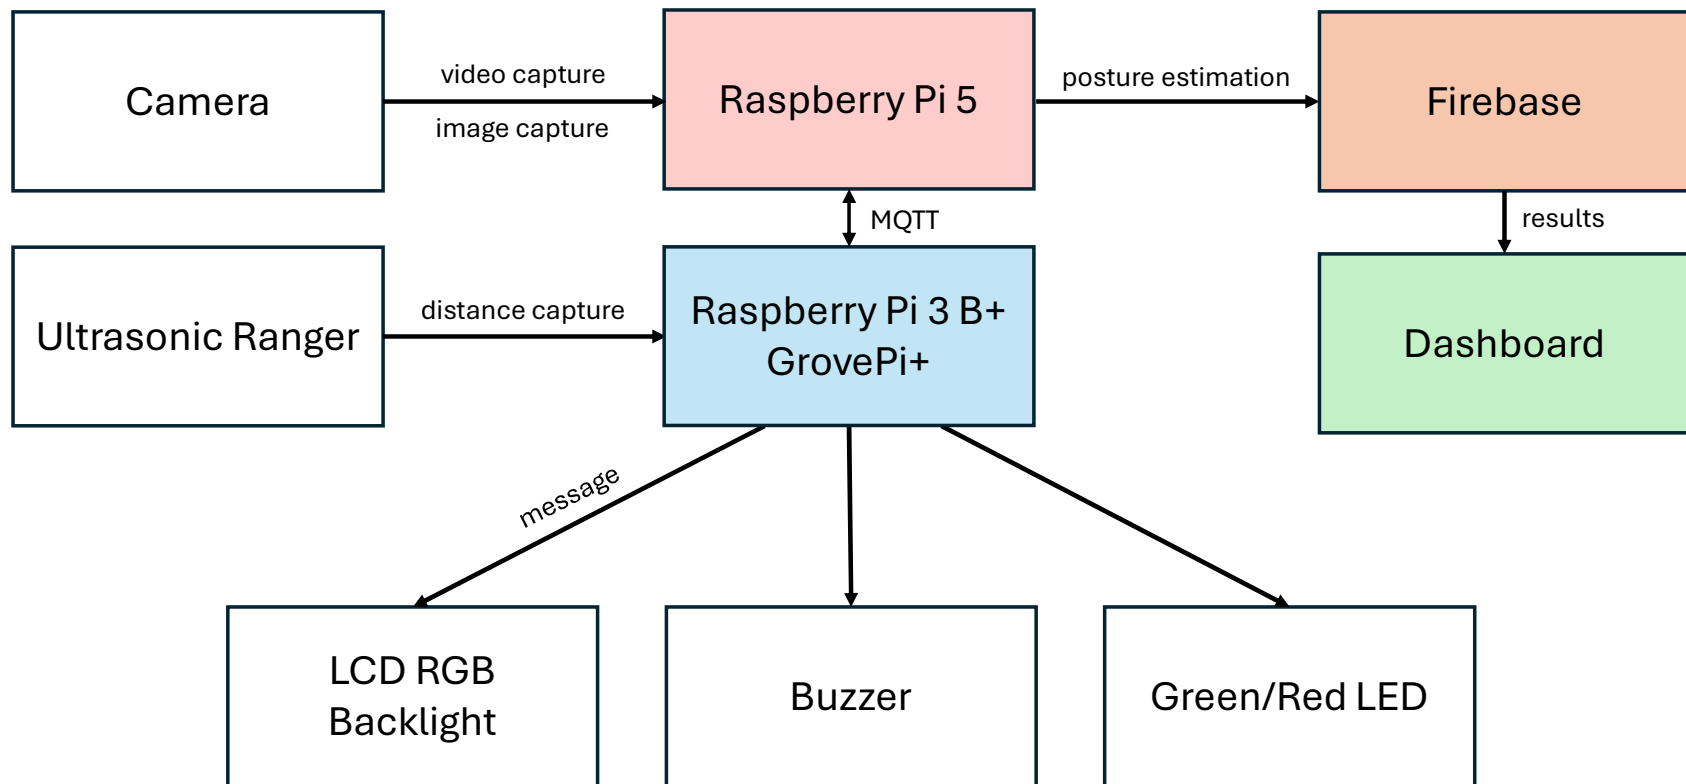 Camera
video capture
image capture
Raspberry Pi 5
posture estimation
Firebase
MQTT
results
Ultrasonic Ranger
distance capture
Raspberry Pi 3 B+
GrovePi+
Dashboard
message
LCD RGB
Backlight
Buzzer
Green/Red LED